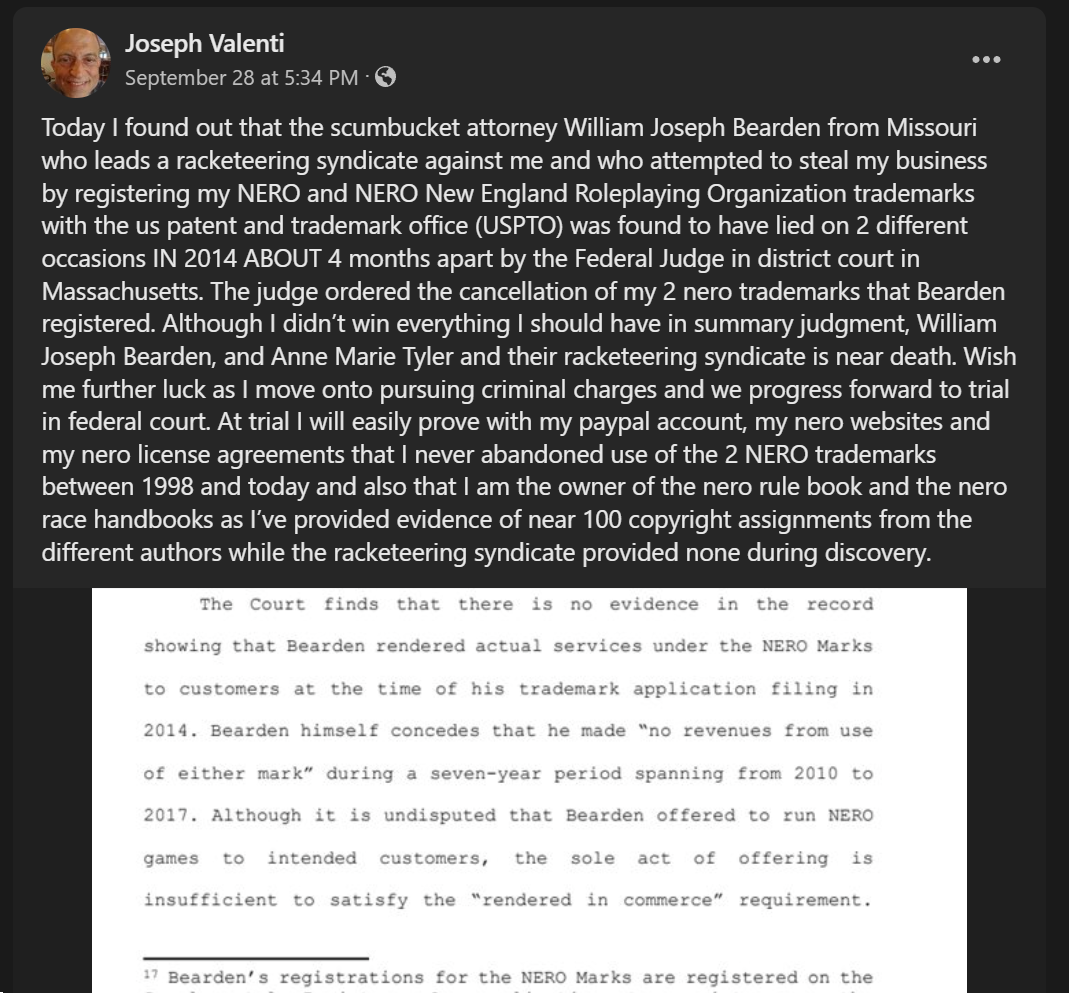 Joseph Valenti
September 28 at 5:34 PM ·
Today I found out that the scumbucket attorney William Joseph Bearden from Missouri
who leads a racketeering syndicate against me and who attempted to steal my business
by registering my NERO and NERO New England Roleplaying Organization trademarks
with the us patent and trademark office (USPTO) was found to have lied on 2 different
occasions IN 2014 ABOUT 4 months apart by the Federal Judge in district court in
Massachusetts. The judge ordered the cancellation of my 2 nero trademarks that Bearden
registered. Although I didn’t win everything I should have in summary judgment, William
Joseph Bearden, and Anne Marie Tyler and their racketeering syndicate is near death. Wish
me further luck as I move onto pursuing criminal charges and we progress forward to trial
in federal court. At trial I will easily prove with my paypal account, my nero websites and
my nero license agreements that I never abandoned use of the 2 NERO trademarks
between 1998 and today and also that I am the owner of the nero rule book and the nero
race handbooks as I’ve provided evidence of near 100 copyright assignments from the
different authors while the racketeering syndicate provided none during discovery.
The Court finds that there is no evidence in the record
showing that Bearden rendered actual services under the NERO Marks
to customers at the time of his trademark application filing in
2014. Bearden himself concedes that he made “no revenues from use
of either mark” during a seven-year period spanning from 2010 to
2017. Although it is undisputed that Bearden offered to run NERO
games to intended customers, the sole act of offering is
insufficient to satisfy the “rendered in commerce” requirement.
17 Bearden’s registrations for the NERO Marks are registered on the